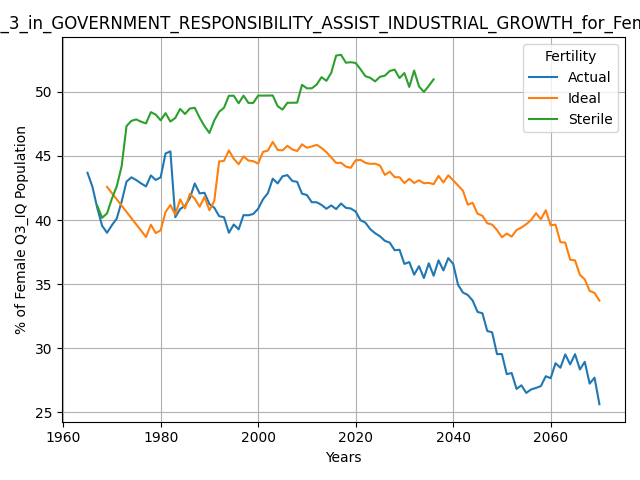 _3_in_GOVERNMENT_RESPONSIBILITY_ASSIST_INDUSTRIAL_GROWTH_for_Fem
Fertility
Actual
Ideal
Sterile
% of Female Q3_IQ Population
50
45
40
35
30
25
1960
1980
2000
2020
2040
2060
Years